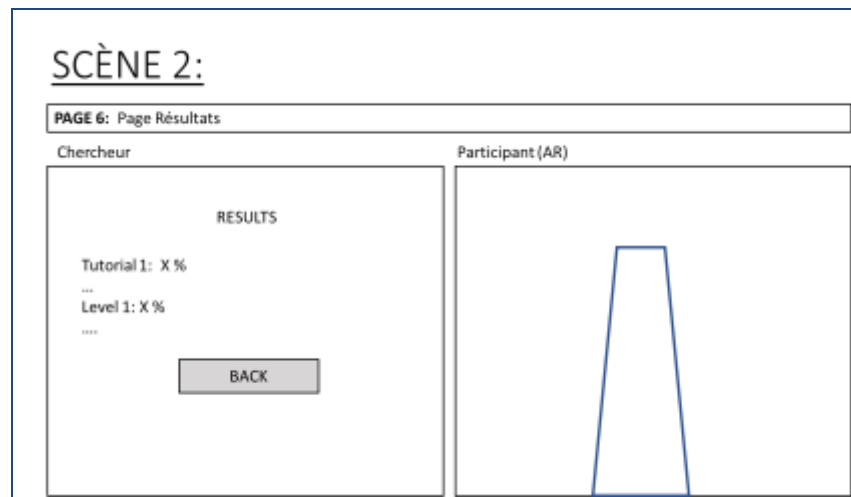 SCÈNE 2:
PAGE 6: Page Résultats
Chercheur
Participant (AR)
RESULTS
Tutorial 1: X %
...
Level 1: X %
....
BACK